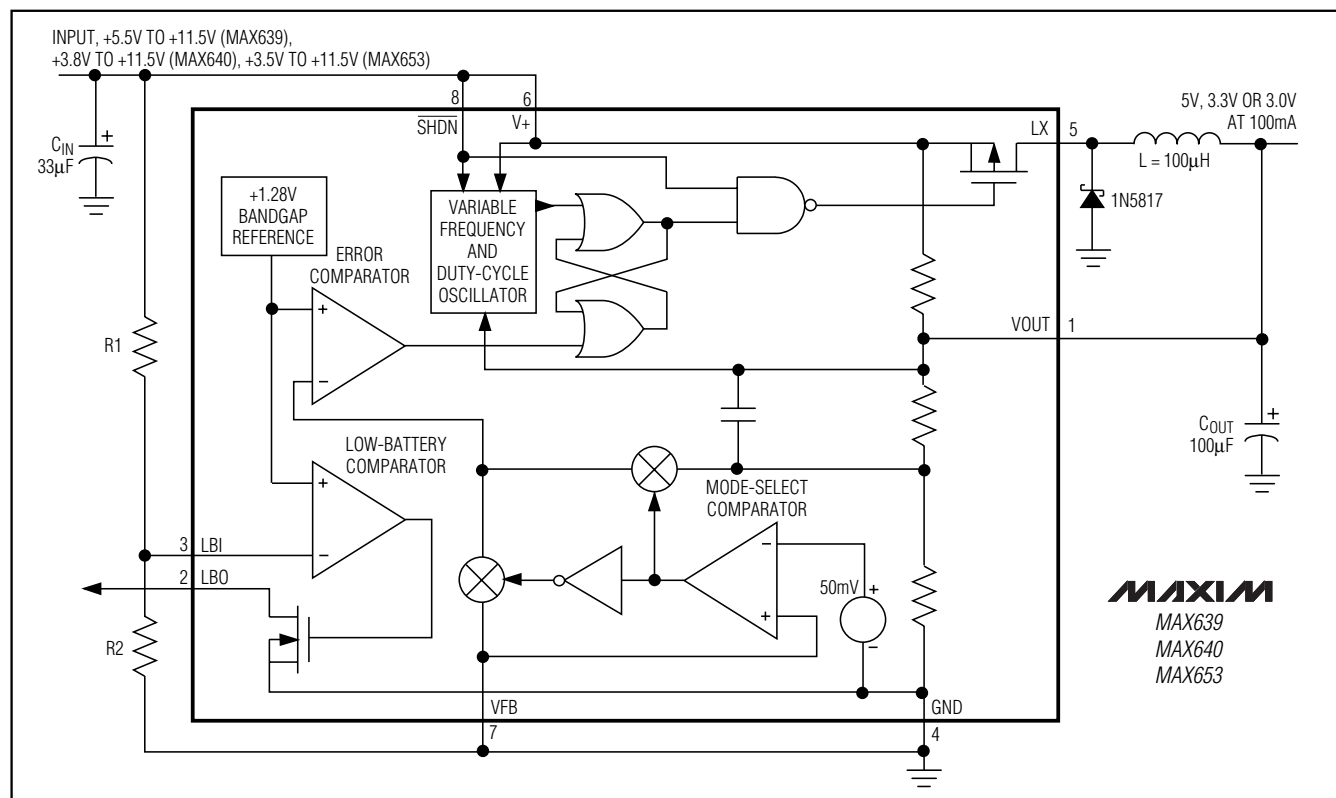 INPUT, +5.5V TO +11.5V (MAX639),
+3.8V TO +11.5V (MAX640), +3.5V TO +11.5V (MAX653)
8
6
SHDN
V+
LX
5
5V, 3.3V OR 3.0V
AT 100mA
CIN
33µF
+
L = 100µH
1N5817
+1.28V
BANDGAP
REFERENCE
VARIABLE
FREQUENCY
AND
DUTY-CYCLE
OSCILLATOR
ERROR
COMPARATOR
+
−
R1
VOUT
1
COUT
100µF
+
LOW-BATTERY
COMPARATOR
+
−
MODE-SELECT
COMPARATOR
−
+
50mV
+
−
3
LBI
2
LBO
R2
MAXIM
MAX639
MAX640
MAX653
VFB
7
GND
4